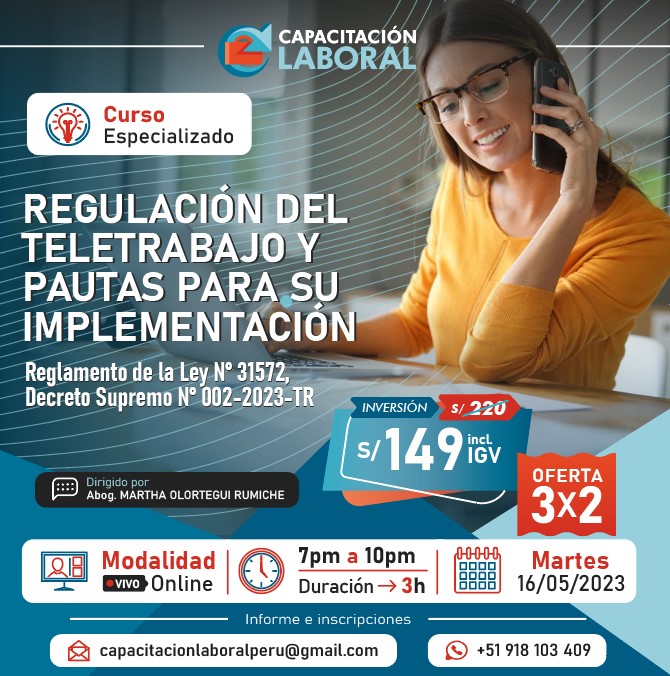 CAPACITACIÓN
LABORAL
Curso
Especializado
REGULACIÓN DEL
TELETRABAJO Y
PAUTAS PARA SU
IMPLEMENTACIÓN
Reglamento de la Ley N° 31572,
Decreto Supremo N° 002-2023-TR
INVERSIÓN S/ 220
S/ 149 incl. IGV
OFERTA
3X2
Dirigido por
Abog. MARTHA OLORTEGUI RUMICHE
Modalidad
VIVO Online
7pm a 10pm
Duración → 3h
Martes
16/05/2023
Informe e inscripciones
capacitacionlaboralperu@gmail.com
+51 918 103 409